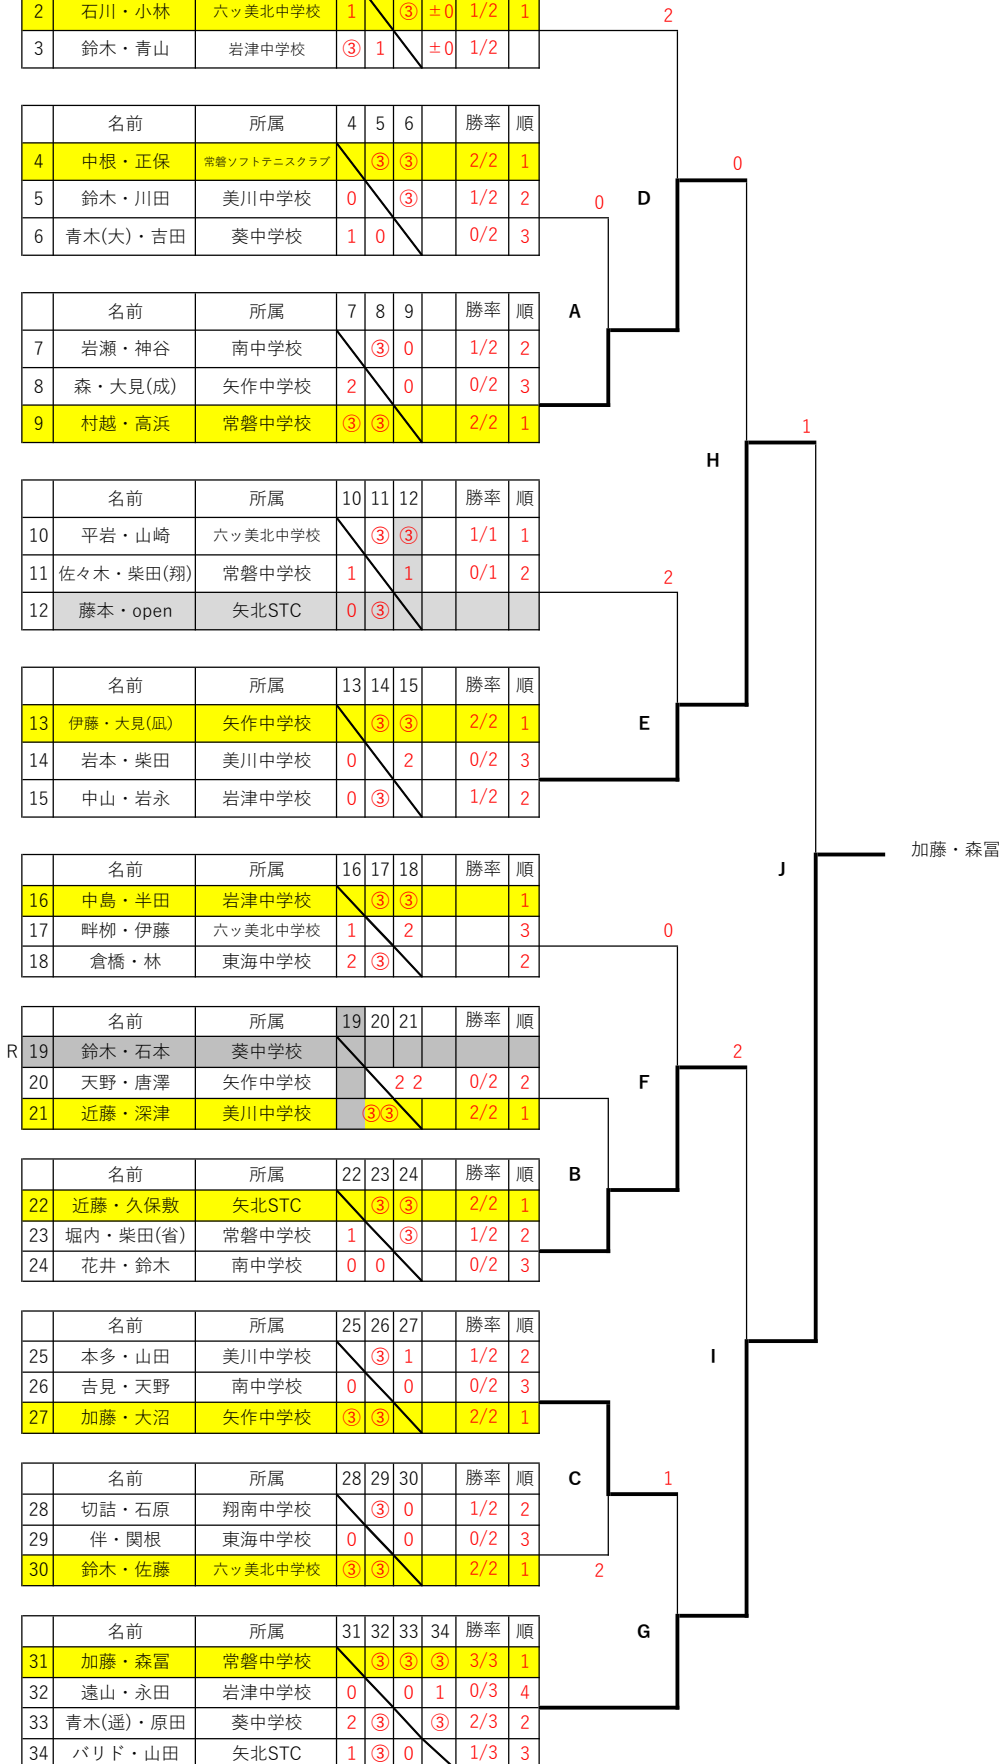 2 石川・小林 六ッ美北中学校 1 ③ ±0 1/2 1
2
3 鈴木・青山 岩津中学校 ③ 1 ±0 1/2
名前 所属 4 5 6 勝率 順
4 中根・正保 常磐ソフトテニスクラブ ③ ③ 2/2 1
0
5 鈴木・川田 美川中学校 0 ③ 1/2 2
0 D
6 青木(大)・吉田 葵中学校 1 0 0/2 3
名前 所属 7 8 9 勝率 順
A
7 岩瀬・神谷 南中学校 ③ 0 1/2 2
8 森・大見(成) 矢作中学校 2 0 0/2 3
9 村越・高浜 常磐中学校 ③ ③ 2/2 1
1
H
名前 所属 10 11 12 勝率 順
10 平岩・山崎 六ッ美北中学校 ③ ③ 1/1 1
11 佐々木・柴田(翔) 常磐中学校 1 1 0/1 2
2
12 藤本・open 矢北STC 0 ③
名前 所属 13 14 15 勝率 順
13 伊藤・大見(凪) 矢作中学校 ③ ③ 2/2 1
E
14 岩本・柴田 美川中学校 0 2 0/2 3
15 中山・岩永 岩津中学校 0 ③ 1/2 2
加藤・森冨
名前 所属 16 17 18 順
J
16 中島・半田 岩津中学校 ③ ③ 1
17 畔栁・伊藤 六ッ美北中学校 1 2 3
0
18 倉橋・林 東海中学校 2 ③ 2
名前 所属 19 20 21 勝率 順
R 19 鈴木・石本 葵中学校
2
20 天野・唐澤 矢作中学校 2 2 0/2 2
F
21 近藤・深津 美川中学校 ③③ 2/2 1
名前 所属 22 23 24 勝率 順
B
22 近藤・久保敷 矢北STC ③ ③ 2/2 1
23 堀内・柴田(省) 常磐中学校 1 ③ 1/2 2
24 花井・鈴木 南中学校 0 0 0/2 3
名前 所属 25 26 27 勝率 順
25 本多・山田 美川中学校 ③ 1 1/2 2
I
26 吉見・天野 南中学校 0 0 0/2 3
27 加藤・大沼 矢作中学校 ③ ③ 2/2 1
名前 所属 28 29 30 勝率 順
C 1
28 切詰・石原 翔南中学校 ③ 0 1/2 2
29 伴・関根 東海中学校 0 0 0/2 3
30 鈴木・佐藤 六ッ美北中学校 ③ ③ 2/2 1
2
名前 所属 31 32 33 34 勝率 順
G
31 加藤・森冨 常磐中学校 ③ ③ ③ 3/3 1
32 遠山・永田 岩津中学校 0 0 1 0/3 4
33 青木(遥)・原田 葵中学校 2 ③ ③ 2/3 2
34 バリド・山田 矢北STC 1 ③ 0 1/3 3